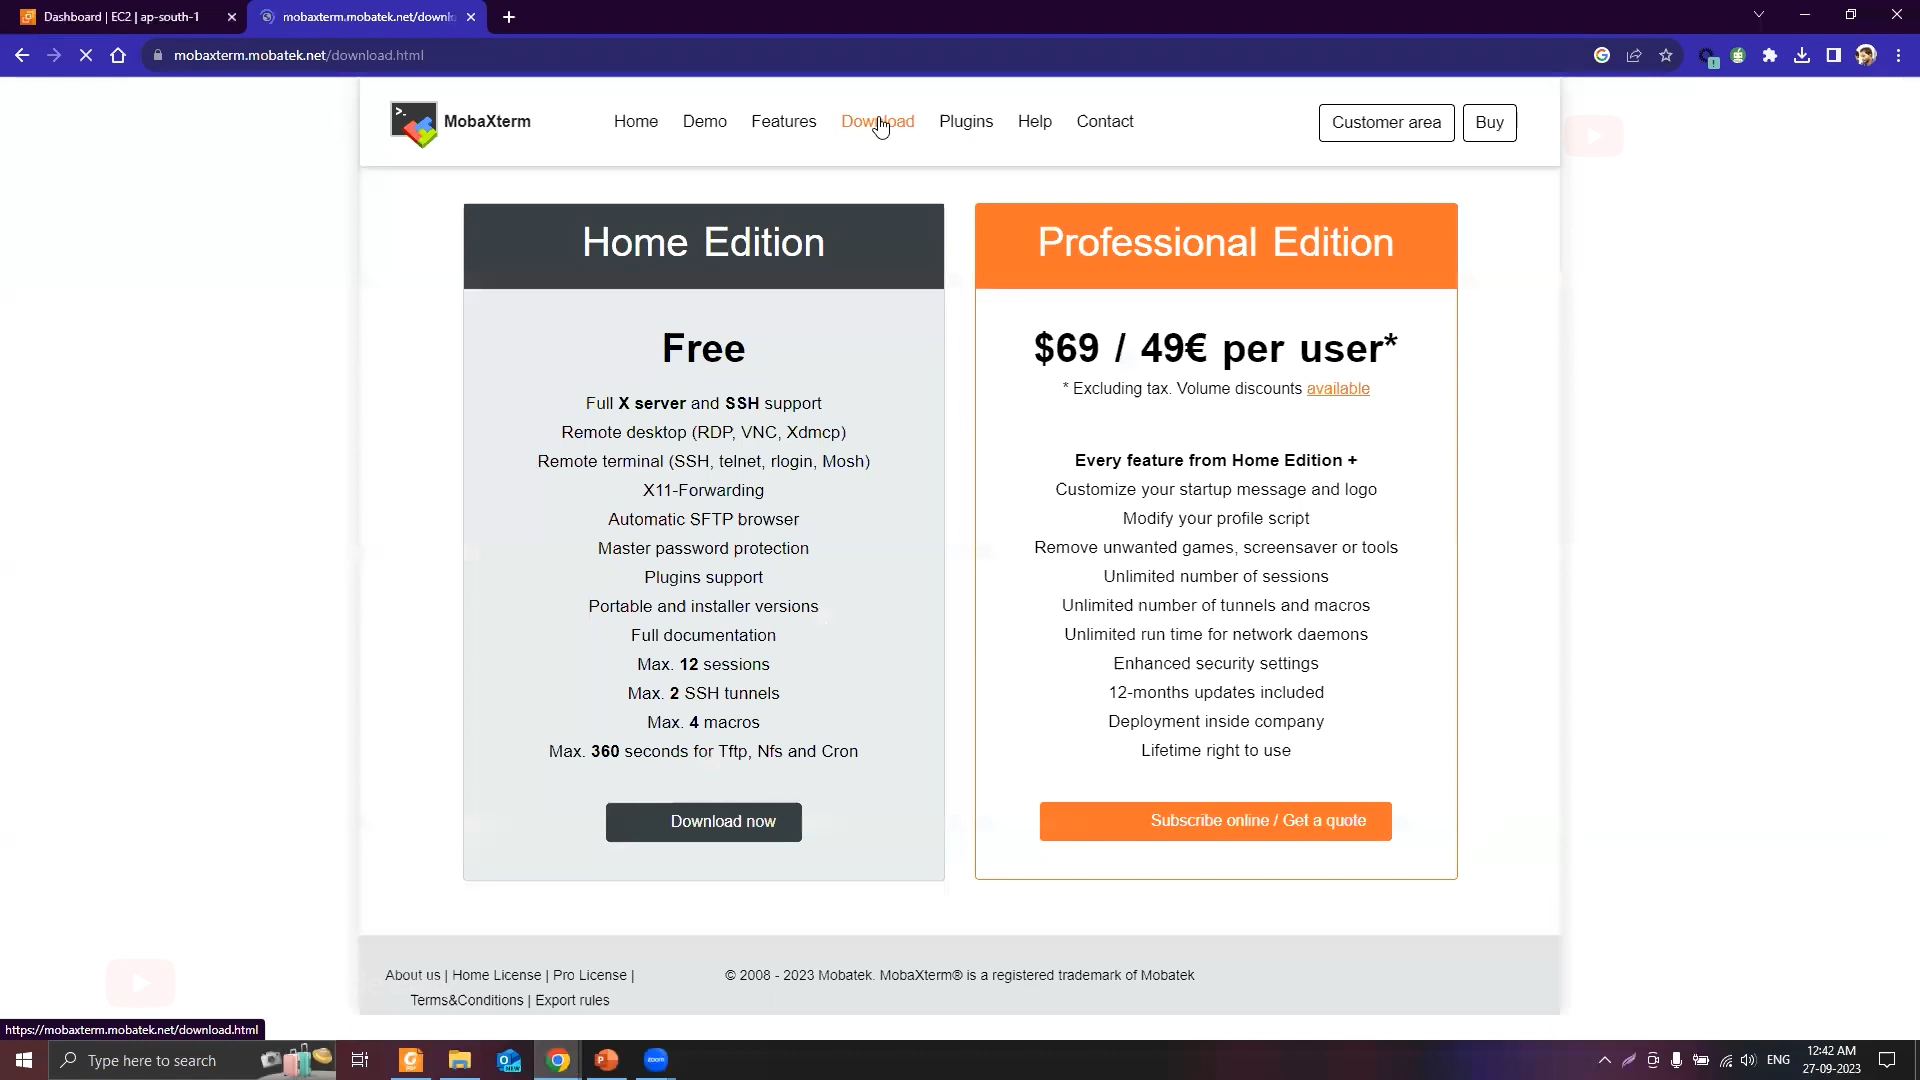 Dashboard | EC2 | ap-south-1
mobaxterm.mobatek.net/downl
mobaxterm.mobatek.net/download.html
MobaXterm
Home
Demo
Features
Download
Plugins
Help
Contact
Customer area
Buy
Home Edition
Free
Full X server and SSH support
Remote desktop (RDP, VNC, Xdmcp)
Remote terminal (SSH, telnet, rlogin, Mosh)
X11-Forwarding
Automatic SFTP browser
Master password protection
Plugins support
Portable and installer versions
Full documentation
Max. 12 sessions
Max. 2 SSH tunnels
Max. 4 macros
Max. 360 seconds for Tftp, Nfs and Cron
Download now
Professional Edition
$69 / 49€ per user*
* Excluding tax. Volume discounts available
Every feature from Home Edition +
Customize your startup message and logo
Modify your profile script
Remove unwanted games, screensaver or tools
Unlimited number of sessions
Unlimited number of tunnels and macros
Unlimited run time for network daemons
Enhanced security settings
12-months updates included
Deployment inside company
Lifetime right to use
Subscribe online / Get a quote
About us | Home License | Pro License |
Terms&Conditions | Export rules
© 2008 - 2023 Mobatek. MobaXterm® is a registered trademark of Mobatek
https://mobaxterm.mobatek.net/download.html
Type here to search
ENG
12:42 AM
27-09-2023